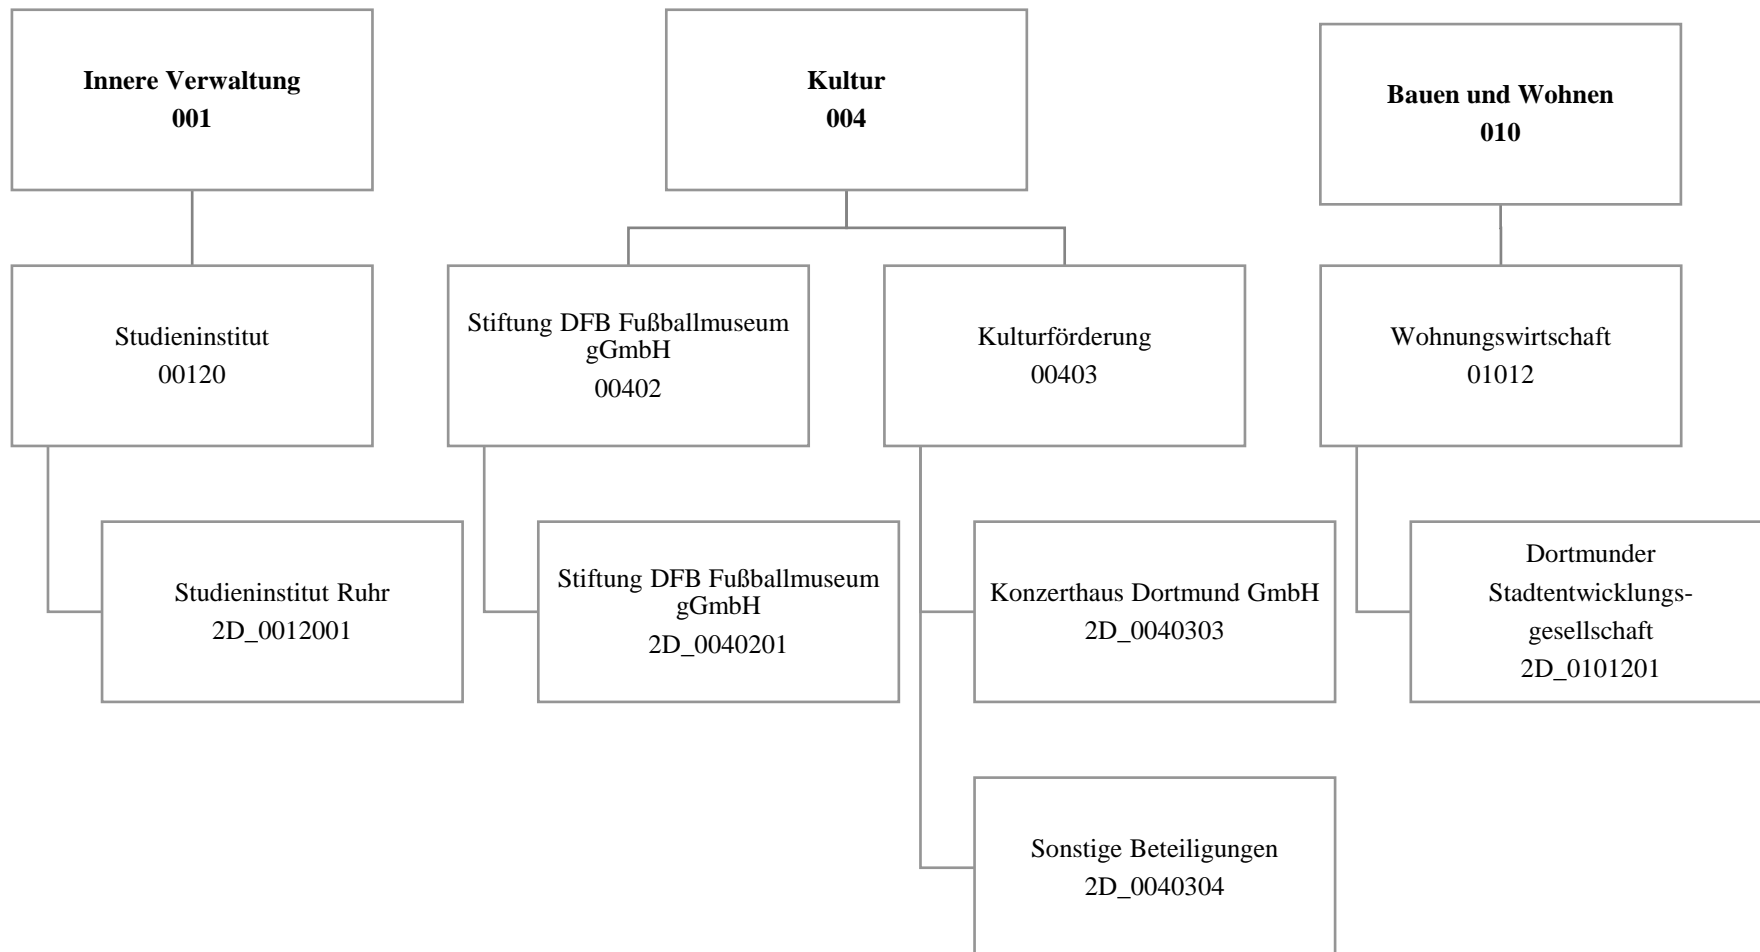 Innere Verwaltung
001
Kultur
004
Bauen und Wohnen
010
Studieninstitut
00120
Stiftung DFB Fußballmuseum
gGmbH
00402
Kulturförderung
00403
Wohnungswirtschaft
01012
Studieninstitut Ruhr
2D_0012001
Stiftung DFB Fußballmuseum
gGmbH
2D_0040201
Konzerthaus Dortmund GmbH
2D_0040303
Dortmunder
Stadtentwicklungs-
gesellschaft
2D_0101201
Sonstige Beteiligungen
2D_0040304